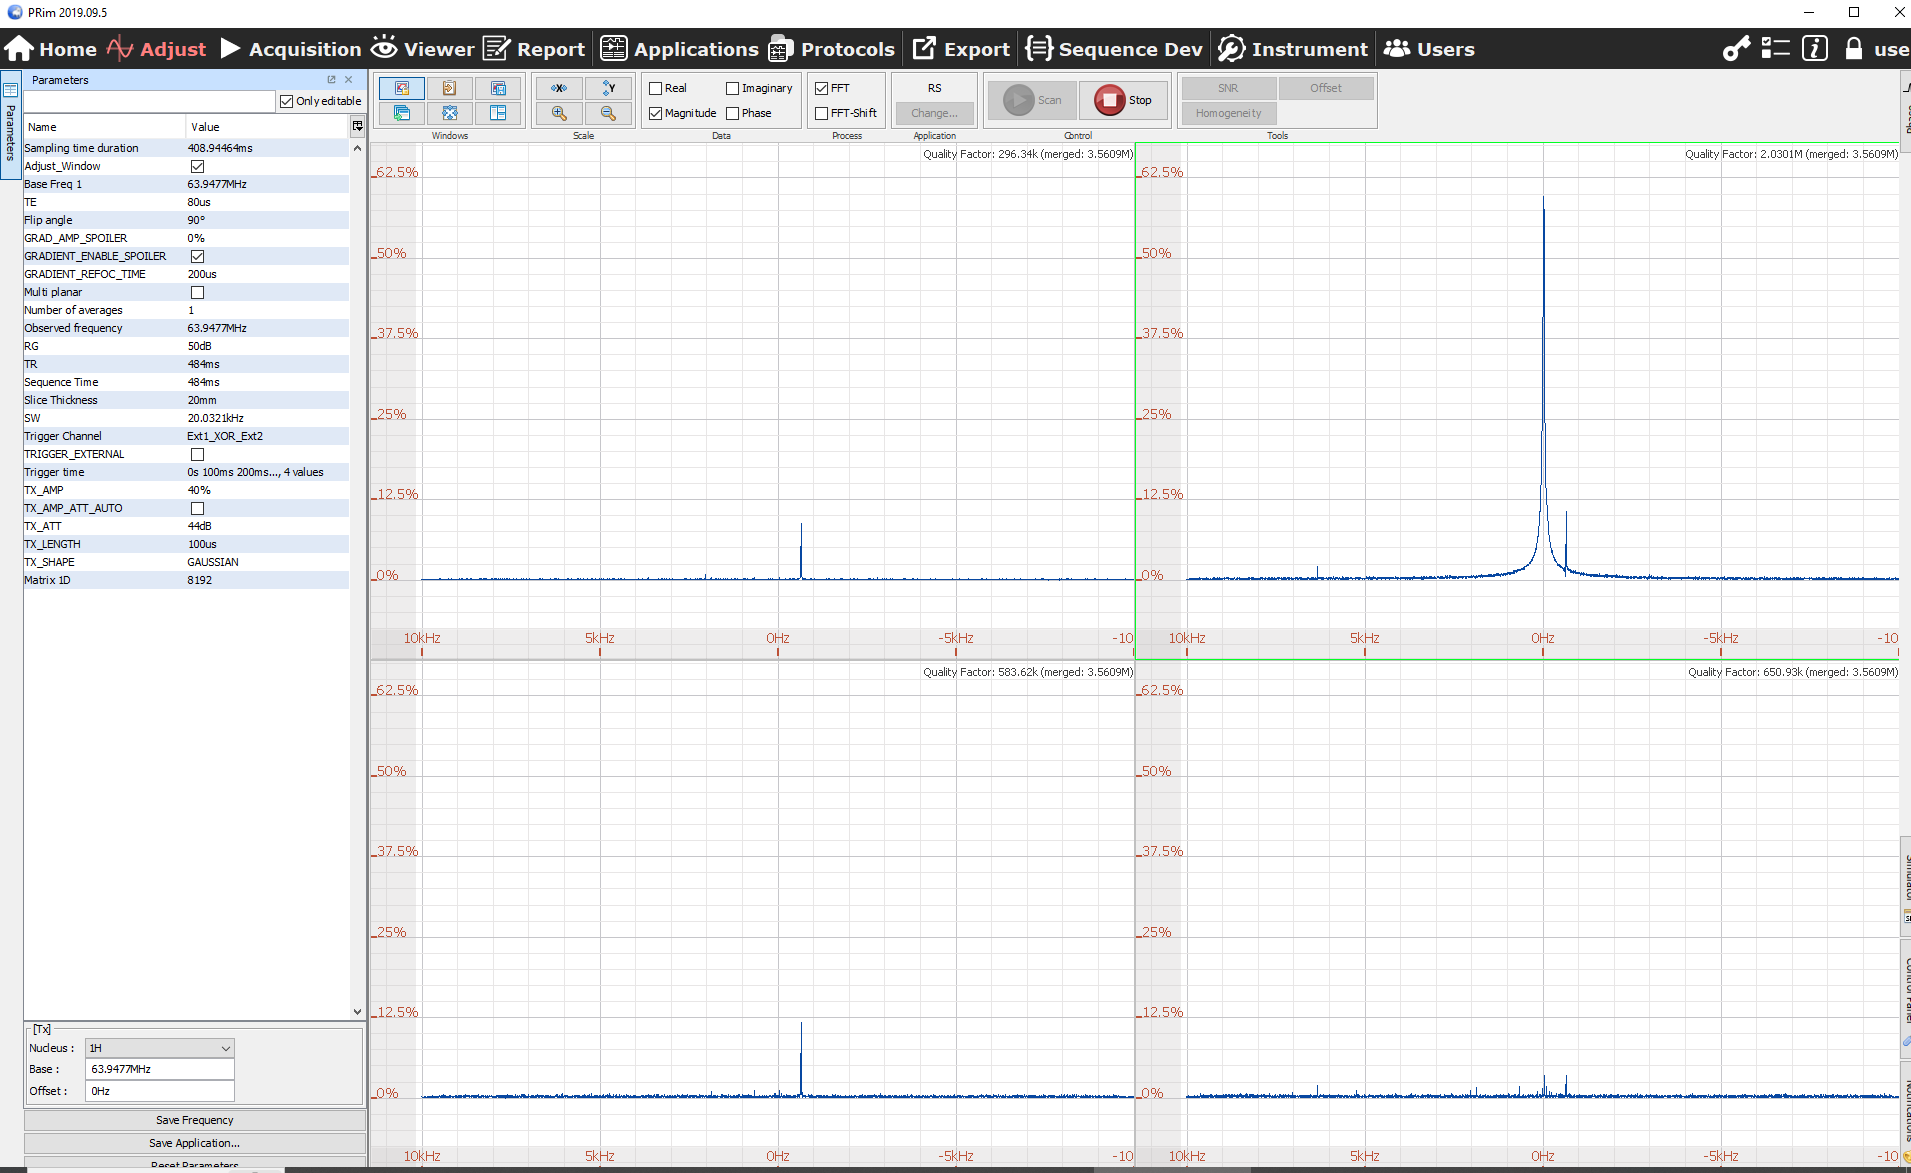 PRim 2019.09.5
Home Adjust Acquisition Viewer Report Applications Protocols Export Sequence Dev Instrument Users use
Parameters
Parameters
Only editable
Name Value
Sampling time duration 408.94464ms
Adjust_Window
Base Freq 1 63.9477MHz
TE 80us
Flip angle 90°
GRAD_AMP_SPOILER 0%
GRADIENT_ENABLE_SPOILER
GRADIENT_REFOC_TIME 200us
Multi planar
Number of averages 1
Observed frequency 63.9477MHz
RG 50dB
TR 484ms
Sequence Time 484ms
Slice Thickness 20mm
SW 20.0321kHz
Trigger Channel Ext1_XOR_Ext2
TRIGGER_EXTERNAL
Trigger time 0s 100ms 200ms..., 4 values
TX_AMP 40%
TX_AMP_ATT_AUTO
TX_ATT 44dB
TX_LENGTH 100us
TX_SHAPE GAUSSIAN
Matrix 1D 8192
[Tx]
Nucleus : 1H
Base : 63.9477MHz
Offset : 0Hz
Save Frequency
Save Application...
Reset Parameters
Windows
X Y
Scale
Real Imaginary
Magnitude Phase
Data
FFT
FFT-Shift
Process
RS
Change...
Application
Scan Stop
Control
SNR Offset
Homogeneity
Tools
Quality Factor: 296.34k (merged: 3.5609M)
62.5%
50%
37.5%
25%
12.5%
0%
10kHz 5kHz 0Hz -5kHz -10
Quality Factor: 2.0301M (merged: 3.5609M)
62.5%
50%
37.5%
25%
12.5%
0%
10kHz 5kHz 0Hz -5kHz -10
Quality Factor: 583.62k (merged: 3.5609M)
62.5%
50%
37.5%
25%
12.5%
0%
10kHz 5kHz 0Hz -5kHz -10
Quality Factor: 650.93k (merged: 3.5609M)
62.5%
50%
37.5%
25%
12.5%
0%
10kHz 5kHz 0Hz -5kHz -10